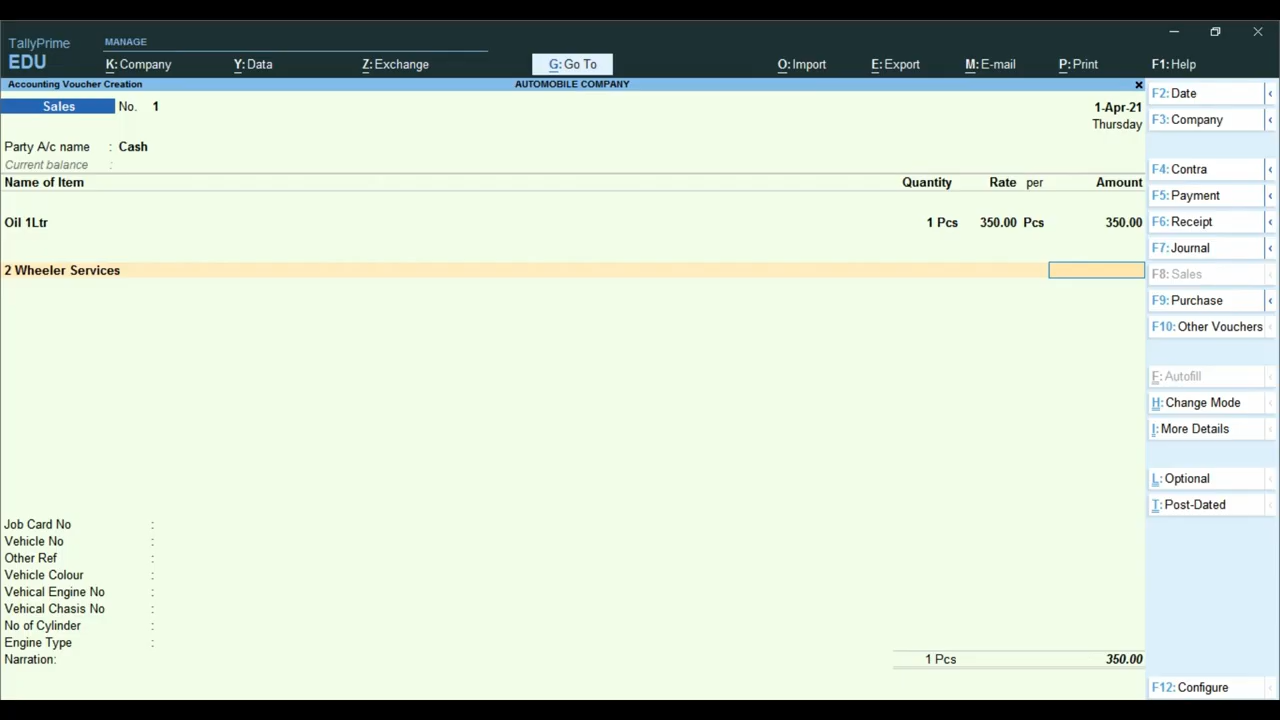 TallyPrime
EDU
MANAGE
K: Company Y: Data Z: Exchange G: Go To O: Import E: Export M: E-mail P: Print F1: Help
Accounting Voucher Creation AUTOMOBILE COMPANY
Sales No. 1 1-Apr-21
Thursday
Party A/c name : Cash
Current balance :
Name of Item Quantity Rate per Amount
Oil 1Ltr 1 Pcs 350.00 Pcs 350.00
2 Wheeler Services
Job Card No :
Vehicle No :
Other Ref :
Vehicle Colour :
Vehical Engine No :
Vehical Chasis No :
No of Cylinder :
Engine Type :
Narration:
1 Pcs 350.00
F2: Date
F3: Company
F4: Contra
F5: Payment
F6: Receipt
F7: Journal
F8: Sales
F9: Purchase
F10: Other Vouchers
E: Autofill
H: Change Mode
I: More Details
L: Optional
T: Post-Dated
F12: Configure